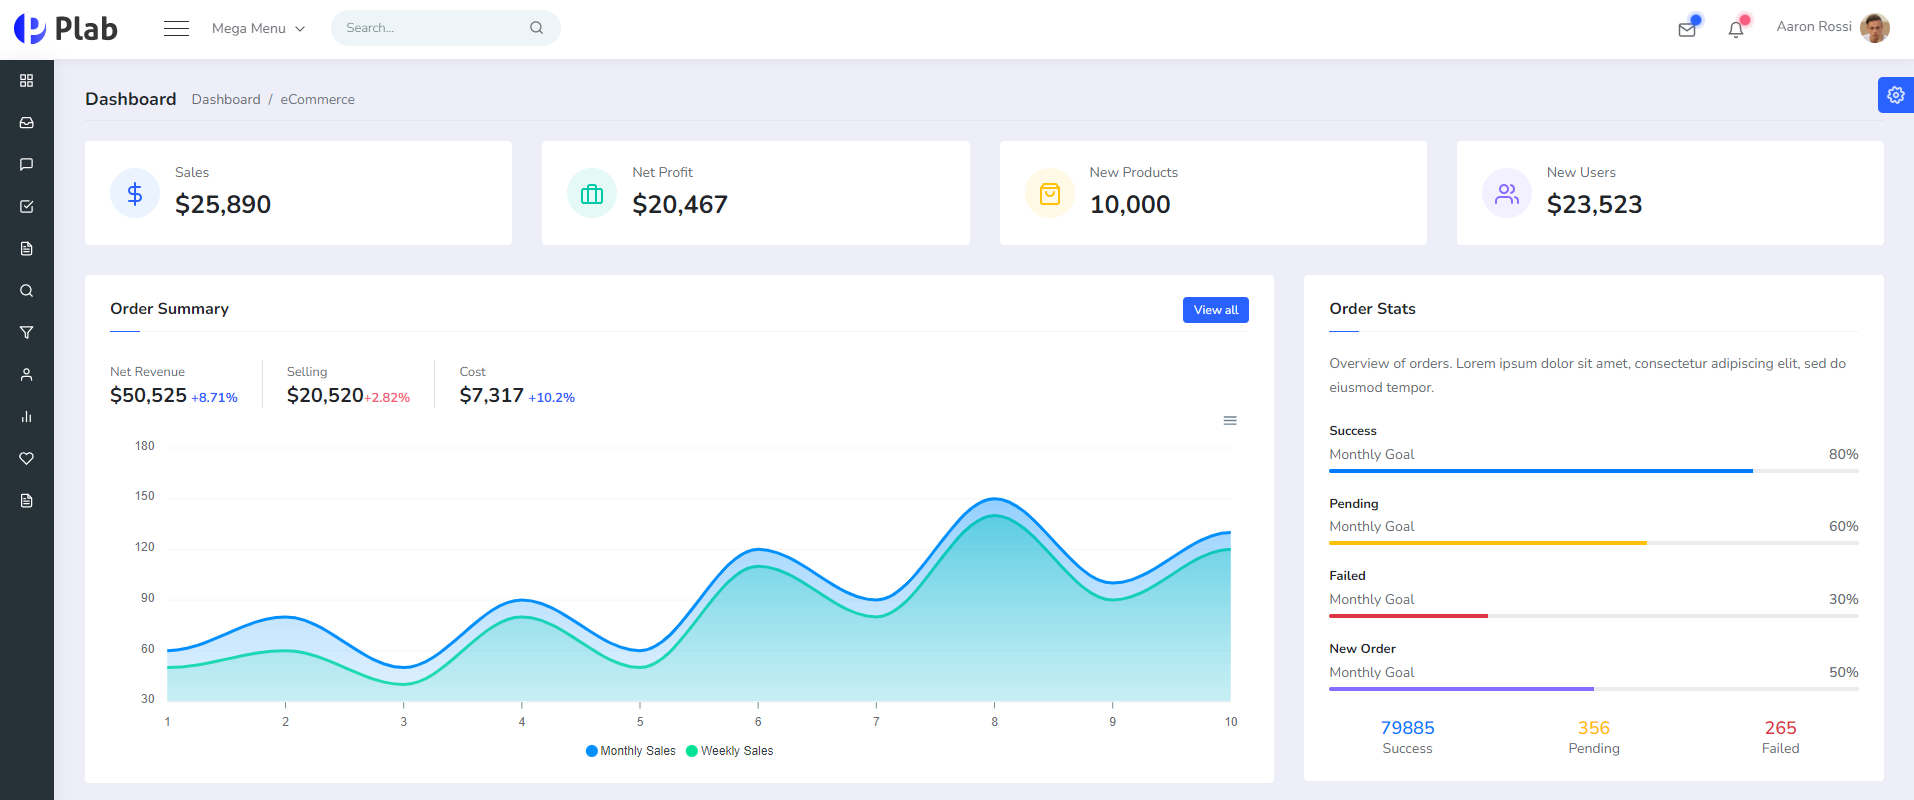 Plab
Mega Menu
Search...
Aaron Rossi
Dashboard Dashboard / eCommerce
Sales
$25,890
Net Profit
$20,467
New Products
10,000
New Users
$23,523
Order Summary
View all
Net Revenue
$50,525 +8.71%
Selling
$20,520+2.82%
Cost
$7,317 +10.2%
180
150
120
90
60
30
1 2 3 4 5 6 7 8 9 10
Monthly Sales Weekly Sales
Order Stats
Overview of orders. Lorem ipsum dolor sit amet, consectetur adipiscing elit, sed do
eiusmod tempor.
Success
Monthly Goal 80%
Pending
Monthly Goal 60%
Failed
Monthly Goal 30%
New Order
Monthly Goal 50%
79885 356 265
Success Pending Failed